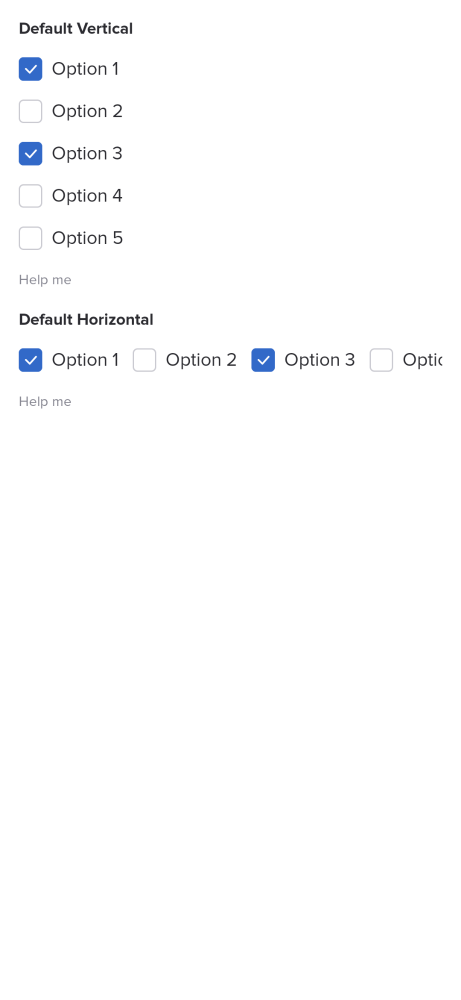 Default Vertical
Option 1
Option 2
Option 3
Option 4
Option 5
Help me
Default Horizontal
Option 1 Option 2 Option 3
Help me